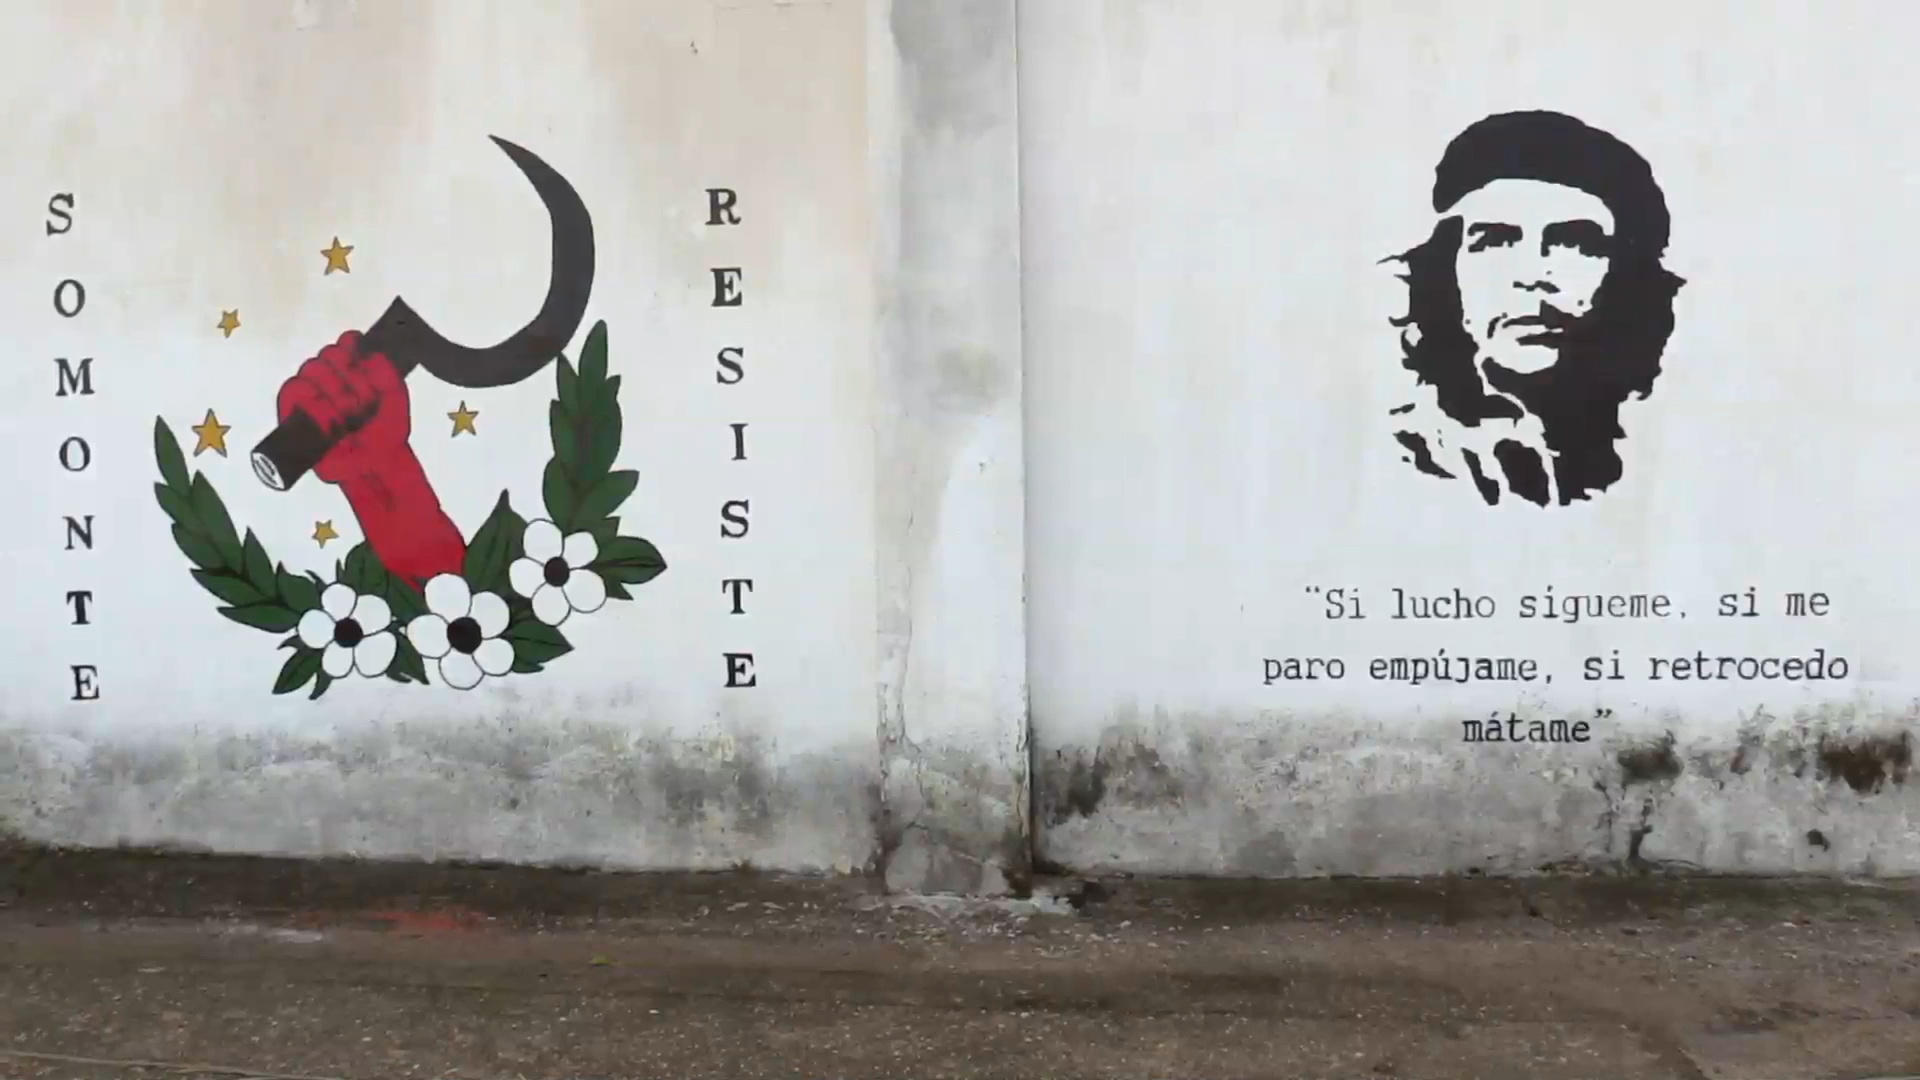 SOMONTE
RESISTE
¨Si lucho sigueme, si me
paro empújame, si retrocedo
mátame”